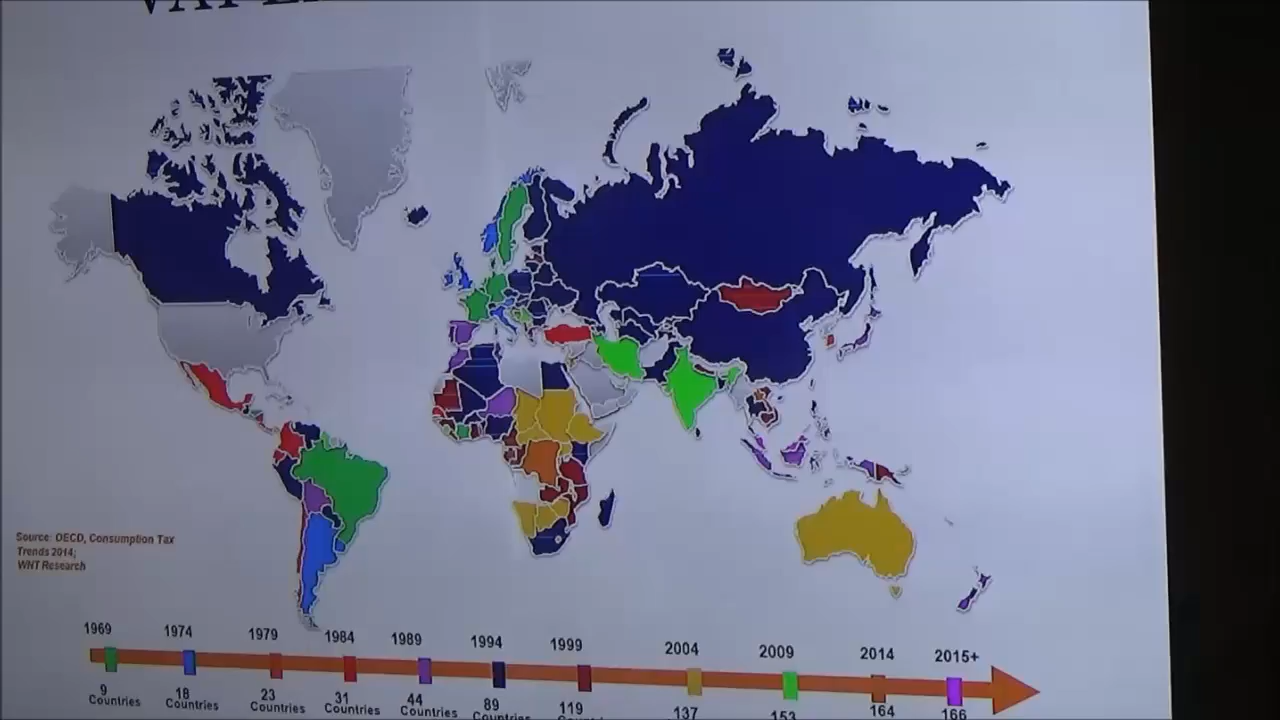 Source: OECD, Consumption Tax
Trends 2014;
WNT Research
1969 1974 1979 1984 1989 1994 1999 2004 2009 2014 2015+
9 18 23 31 44 89 119 137 153 164 166
Countries Countries Countries Countries Countries Countries